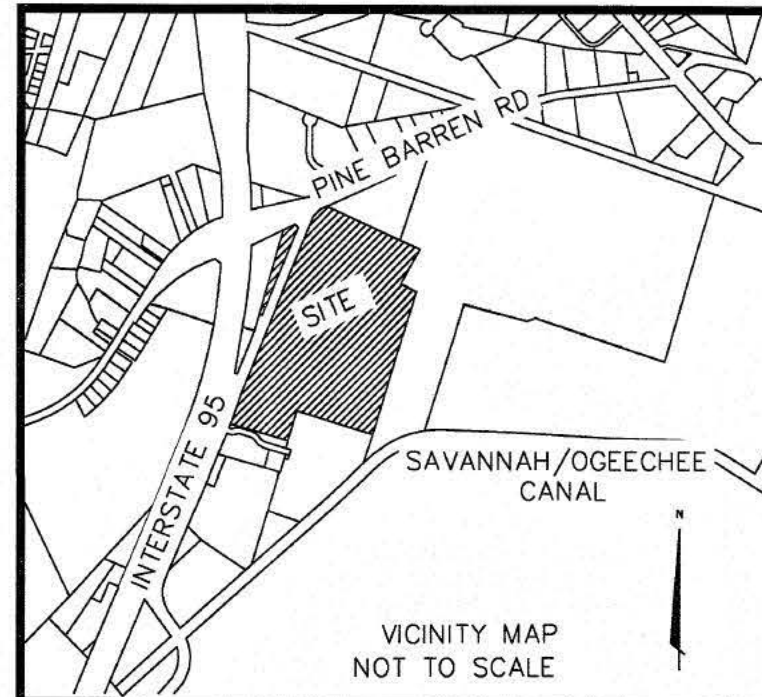 PINE BARREN RD
SITE
INTERSTATE 95
SAVANNAH/OGEECHEE
CANAL
N
VICINITY MAP
NOT TO SCALE